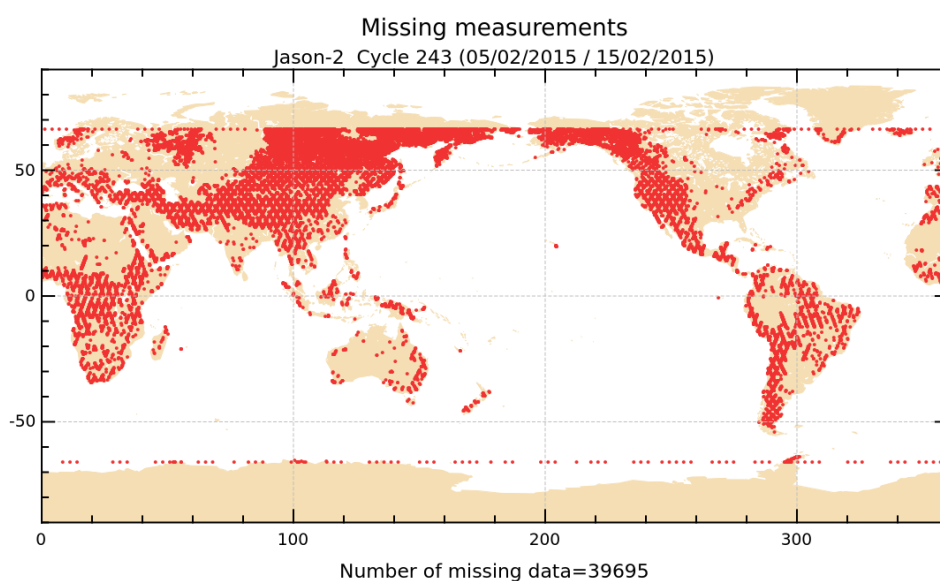 Missing measurements
Jason-2 Cycle 243 (05/02/2015 / 15/02/2015)
50
0
-50
0 100 200 300
Number of missing data=39695